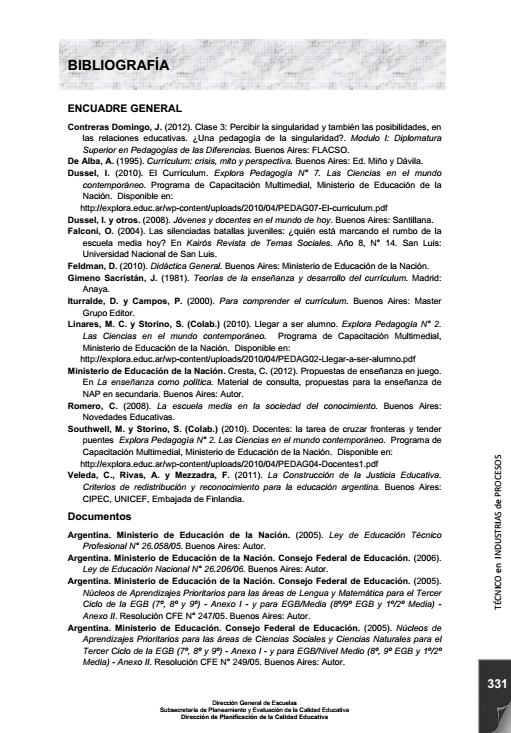 BIBLIOGRAFÍA
ENCUADRE GENERAL
Contreras Domingo, J. (2012). Clase 3: Percibir la singularidad y también las posibilidades, en
las relaciones educativas. ¿Una pedagogía de la singularidad?. Modulo I: Diplomatura
Superior en Pedagogías de las Diferencias. Buenos Aires: FLACSO.
De Alba, A. (1995). Curriculum: crisis, mito y perspectiva. Buenos Aires: Ed. Miño y Dávila.
Dussel, I. (2010). El Curriculum. Explora Pedagogía N° 7. Las Ciencias en el mundo
contemporáneo. Programa de Capacitación Multimedial, Ministerio de Educación de la
Nación. Disponible en:
http://explora.educ.ar/wp-content/uploads/2010/04/PEDAG07-El-curriculum.pdf
Dussel, I. y otros. (2008). Jóvenes y docentes en el mundo de hoy. Buenos Aires: Santillana.
Falconi, O. (2004). Las silenciadas batallas juveniles: ¿quién está marcando el rumbo de la
escuela media hoy? En Kairós Revista de Temas Sociales. Año 8, N° 14. San Luis:
Universidad Nacional de San Luis.
Feldman, D. (2010). Didáctica General. Buenos Aires: Ministerio de Educación de la Nación.
Gimeno Sacristán, J. (1981). Teorías de la enseñanza y desarrollo del curriculum. Madrid:
Anaya.
Iturralde, D. y Campos, P. (2000). Para comprender el curriculum. Buenos Aires: Master
Grupo Editor.
Linares, M. C. y Storino, S. (Colab.) (2010). Llegar a ser alumno. Explora Pedagogía N° 2.
Las Ciencias en el mundo contemporáneo. Programa de Capacitación Multimedial,
Ministerio de Educación de la Nación. Disponible en:
http://explora.educ.ar/wp-content/uploads/2010/04/PEDAG02-Llegar-a-ser-alumno.pdf
Ministerio de Educación de la Nación. Cresta, C. (2012). Propuestas de enseñanza en juego.
En La enseñanza como política. Material de consulta, propuestas para la enseñanza de
NAP en secundaria. Buenos Aires: Autor.
Romero, C. (2008). La escuela media en la sociedad del conocimiento. Buenos Aires:
Novedades Educativas.
Southwell, M. y Storino, S. (Colab.) (2010). Docentes: la tarea de cruzar fronteras y tender
puentes Explora Pedagogía N° 2. Las Ciencias en el mundo contemporáneo. Programa de
Capacitación Multimedial, Ministerio de Educación de la Nación. Disponible en:
http://explora.educ.ar/wp-content/uploads/2010/04/PEDAG04-Docentes1.pdf
Veleda, C., Rivas, A. y Mezzadra, F. (2011). La Construcción de la Justicia Educativa.
Criterios de redistribución y reconocimiento para la educación argentina. Buenos Aires:
CIPEC, UNICEF, Embajada de Finlandia.
Documentos
Argentina. Ministerio de Educación de la Nación. (2005). Ley de Educación Técnico
Profesional N° 26.058/05. Buenos Aires: Autor.
Argentina. Ministerio de Educación de la Nación. Consejo Federal de Educación. (2006).
Ley de Educación Nacional N° 26.206/06. Buenos Aires: Autor.
Argentina. Ministerio de Educación de la Nación. Consejo Federal de Educación. (2005).
Núcleos de Aprendizajes Prioritarios para las áreas de Lengua y Matemática para el Tercer
Ciclo de la EGB (7º, 8º y 9º) - Anexo I - y para EGB/Media (8º/9º EGB y 1º/2º Media) -
Anexo II. Resolución CFE N° 247/05. Buenos Aires: Autor.
Argentina. Ministerio de Educación. Consejo Federal de Educación. (2005). Núcleos de
Aprendizajes Prioritarios para las áreas de Ciencias Sociales y Ciencias Naturales para el
Tercer Ciclo de la EGB (7º, 8º y 9º) - Anexo I - y para EGB/Nivel Medio (8º, 9º EGB y 1º/2º
Media) - Anexo II. Resolución CFE N° 249/05. Buenos Aires: Autor.
TÉCNICO en INDUSTRIAS de PROCESOS
331
Dirección General de Escuelas
Subsecretaría de Planeamiento y Evaluación de la Calidad Educativa
Dirección de Planificación de la Calidad Educativa